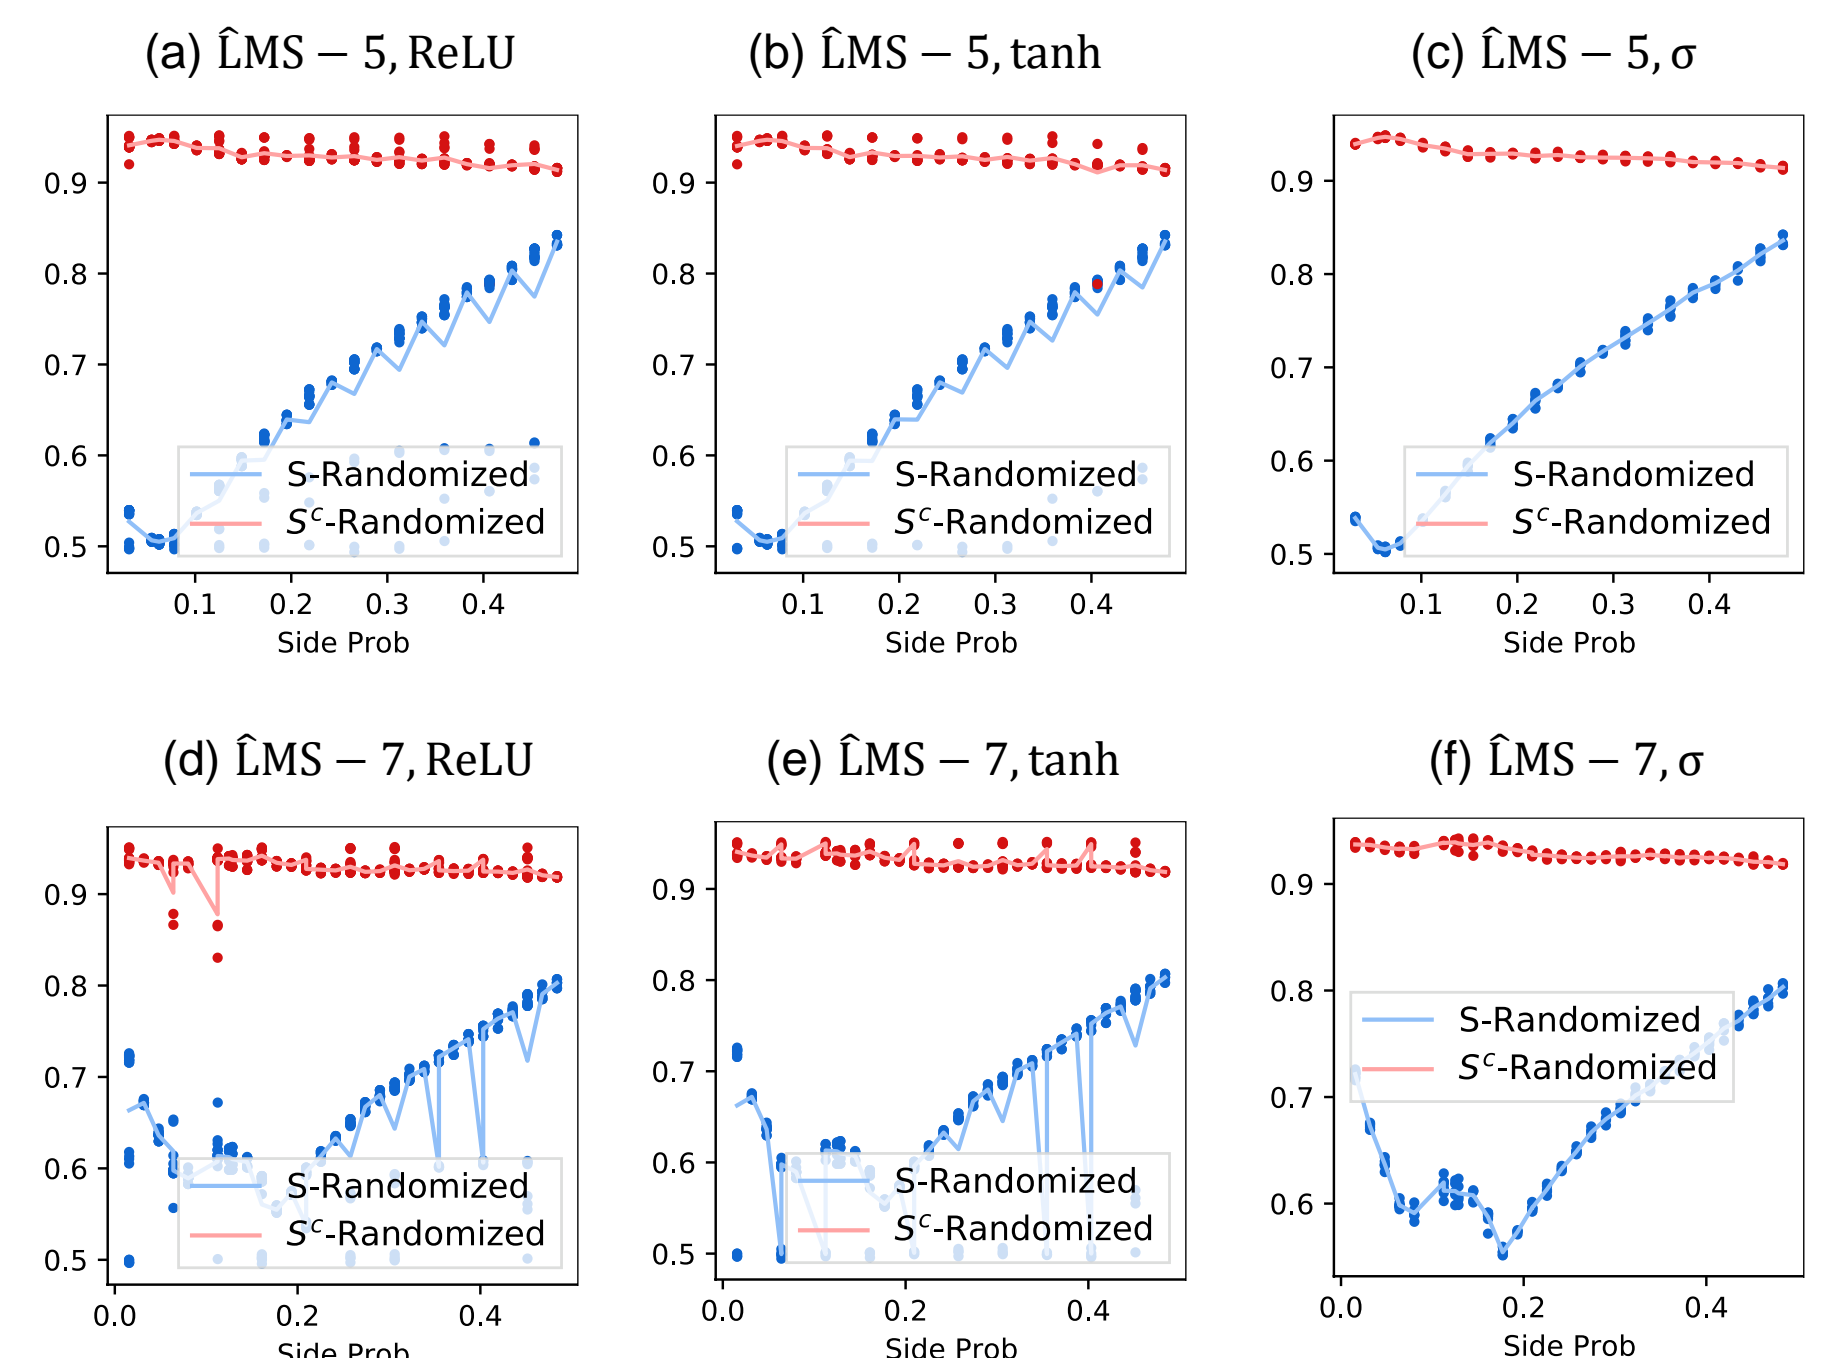 (a) L̂MS − 5, ReLU
(b) L̂MS − 5, tanh
(c) L̂MS − 5, σ
0.9
0.8
0.7
0.6
0.5
0.1 0.2 0.3 0.4
Side Prob
S-Randomized
Sᶜ-Randomized
0.9
0.8
0.7
0.6
0.5
0.1 0.2 0.3 0.4
Side Prob
S-Randomized
Sᶜ-Randomized
0.9
0.8
0.7
0.6
0.5
0.1 0.2 0.3 0.4
Side Prob
S-Randomized
Sᶜ-Randomized
(d) L̂MS − 7, ReLU
(e) L̂MS − 7, tanh
(f) L̂MS − 7, σ
0.9
0.8
0.7
0.6
0.5
0.0 0.2 0.4
Side Prob
S-Randomized
Sᶜ-Randomized
0.9
0.8
0.7
0.6
0.5
0.0 0.2 0.4
Side Prob
S-Randomized
Sᶜ-Randomized
0.9
0.8
0.7
0.6
0.0 0.2 0.4
Side Prob
S-Randomized
Sᶜ-Randomized